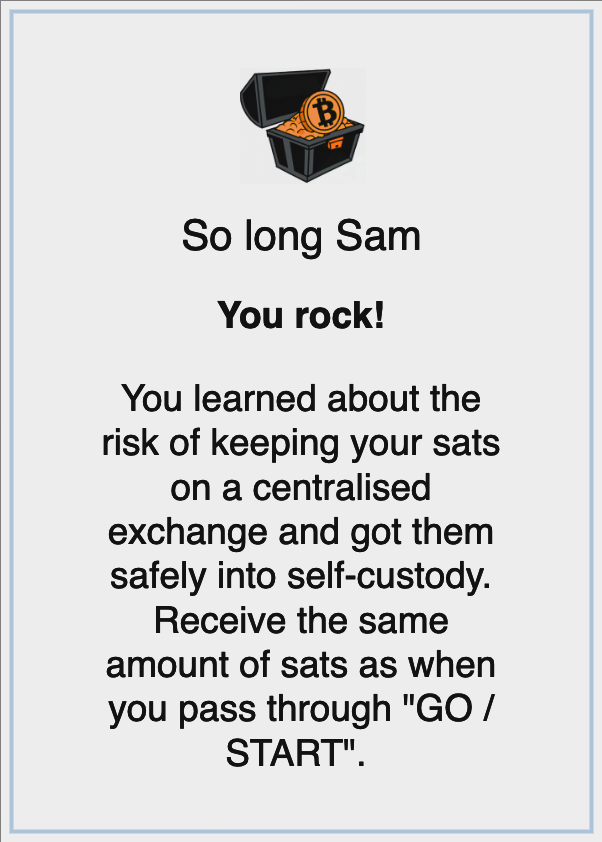 So long Sam
You rock!
You learned about the
risk of keeping your sats
on a centralised
exchange and got them
safely into self-custody.
Receive the same
amount of sats as when
you pass through "GO /
START".